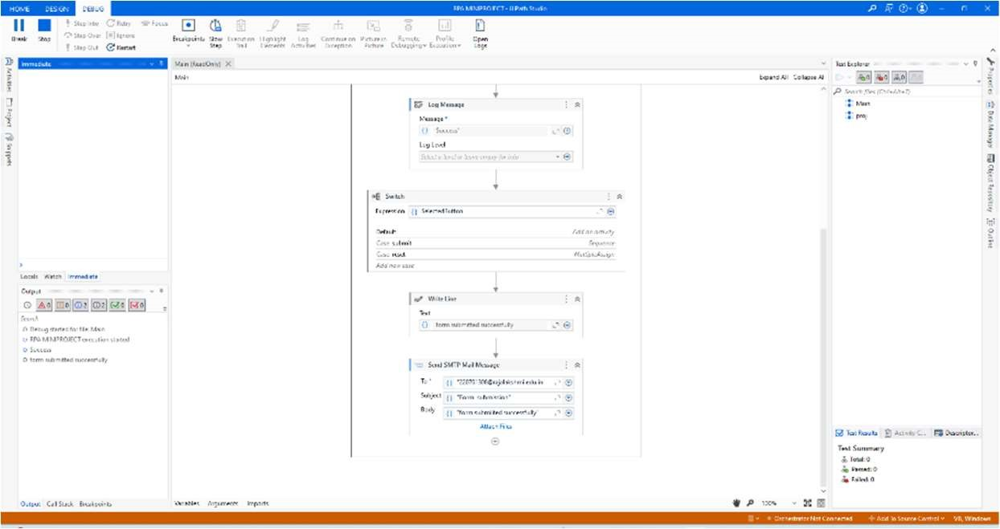 HOME DESIGN DEBUG RPA MINIPROJECT - UiPath Studio
Break Stop Step Into Step Over Step Out Retry Ignore Restart Focus Breakpoints Slow Step Execution Trail Highlight Elements Log Activities Continue on Exception Picture in Picture Remote Debugging Profile Execution Open Logs
Activities
Project
Snippets
Immediate
Locals Watch Immediate
Output
0 0 2 2 0 0
Search
Debug started for file: Main
RPA MINIPROJECT execution started
Success
form submitted successfully
Output Call Stack Breakpoints
Main (ReadOnly)
Main Expand All Collapse All
Log Message
Message *
"Success"
Log Level
Select a level or leave empty for Info
Switch
Expression SelectedButton
Default Add an activity
Case submit Sequence
Case reset MultipleAssign
Add new case
Write Line
Text
form submitted successfully
Send SMTP Mail Message
To *
Subject "Form submission"
Body "form submitted successfully"
Attach Files
Variables Arguments Imports
100%
Test Explorer
0 0 0
Search files (Ctrl+Alt+T)
Main
proj
Test Results Activity C... Descriptor...
Test Summary
Total: 0
Passed: 0
Failed: 0
Properties
Data Manager
Object Repository
Outline
Orchestrator Not Connected Add To Source Control VB, Windows